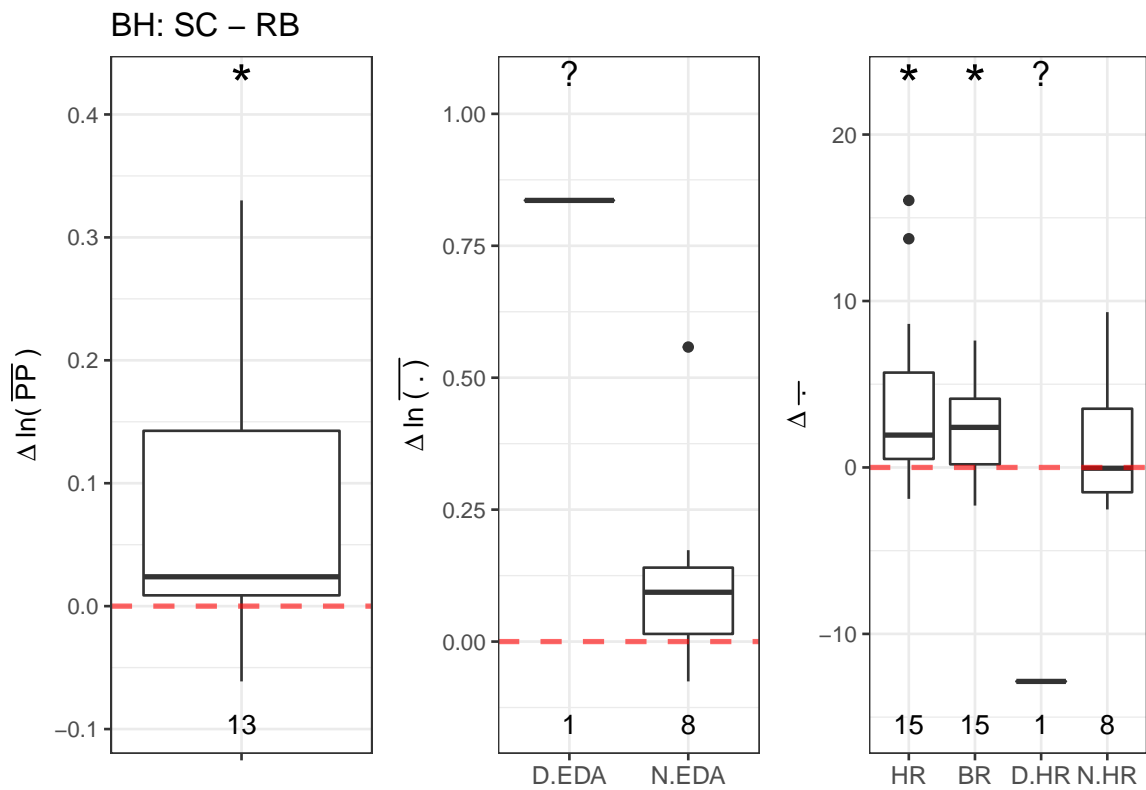 BH: SC − RB
Δ ln( PP )
0.4
0.3
0.2
0.1
0.0
−0.1
*
13
Δ ln ( . )
1.00
0.75
0.50
0.25
0.00
?
1 8
D.EDA N.EDA
Δ .
20
10
0
−10
* * ?
15 15 1 8
HR BR D.HR N.HR